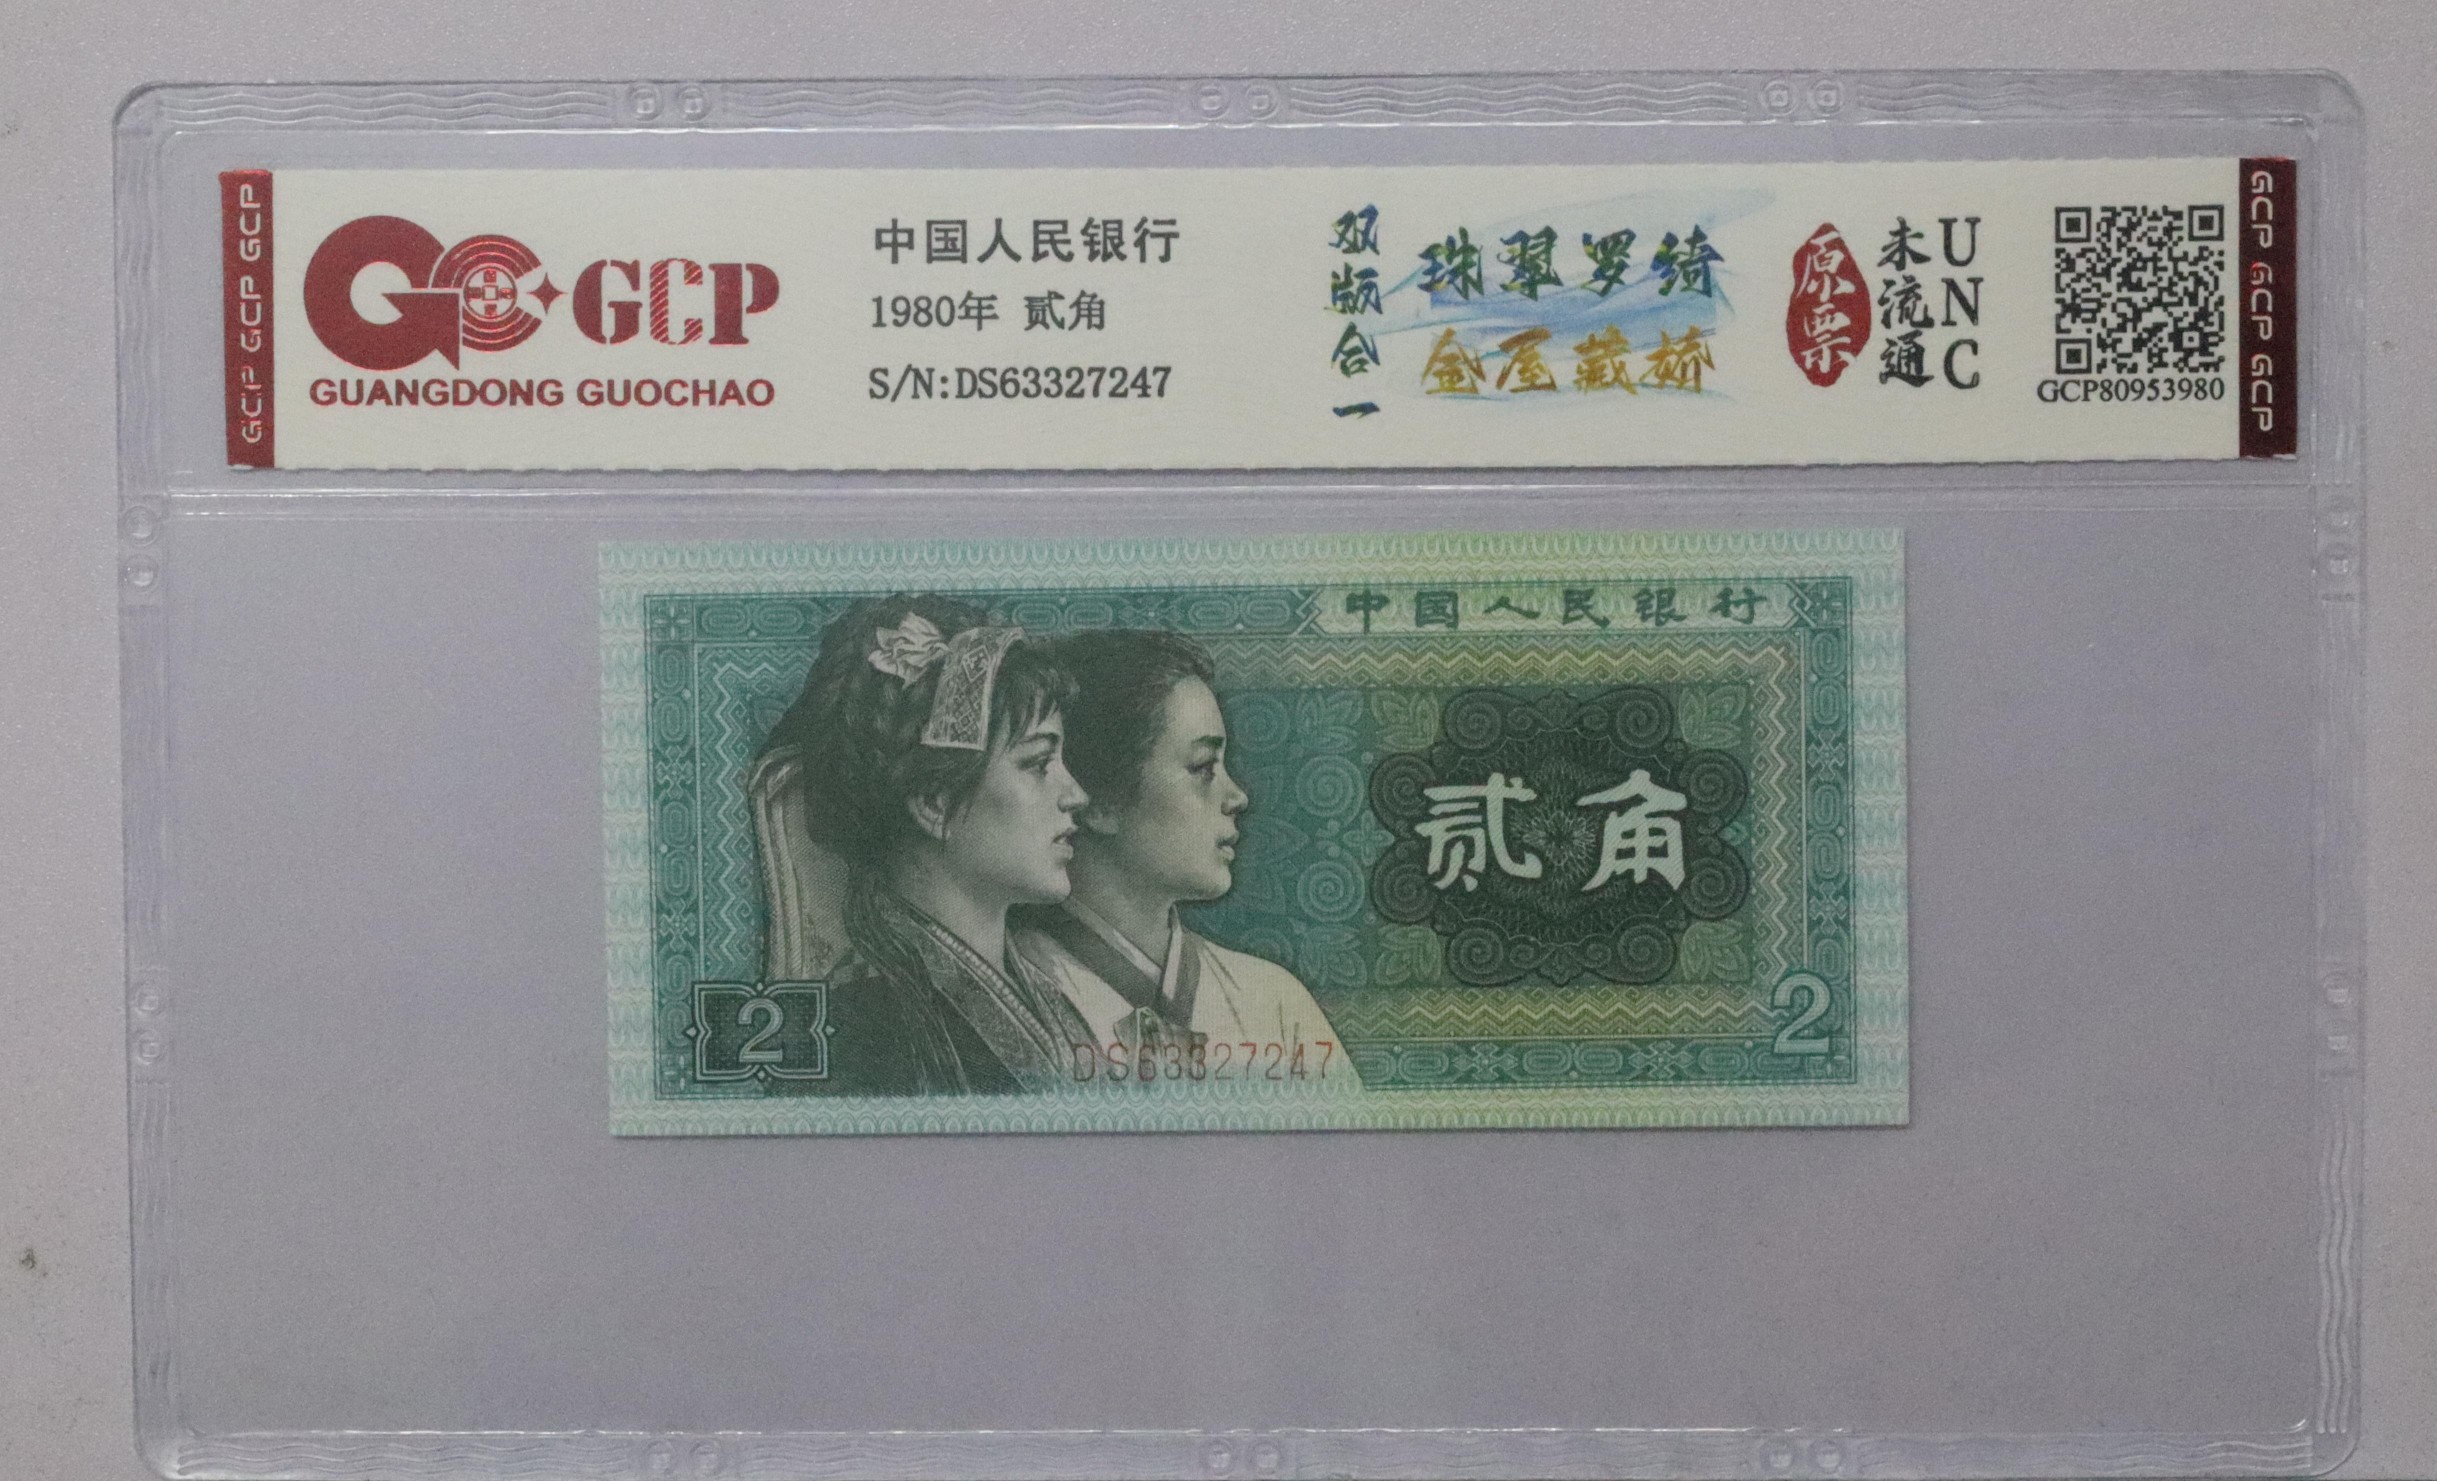 GCP GCP GCP
GCP
GUANGDONG GUOCHAO
中国人民银行
1980年 贰角
S/N:DS63327247
双版合一
珠翠罗绮
金屋藏娇
原票
未流通
UNC
GCP80953980
GCP GCP GCP
中国人民银行
贰角
2
2
DS63327247